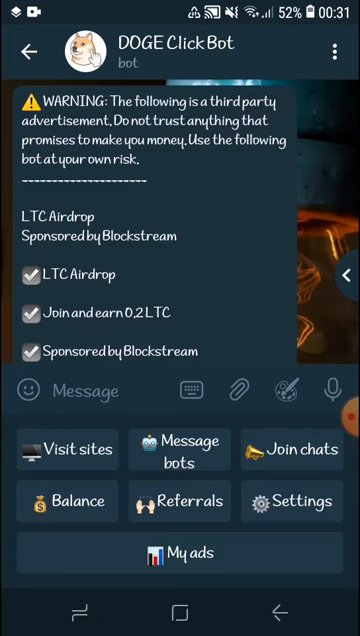 52% 00:31
DOGE Click Bot
bot
WARNING: The following is a third party
advertisement. Do not trust anything that
promises to make you money. Use the following
bot at your own risk.
---------------------
LTC Airdrop
Sponsored by Blockstream
LTC Airdrop
Join and earn 0,2 LTC
Sponsored by Blockstream
Message
Visit sites
Message
bots
Join chats
Balance
Referrals
Settings
My ads